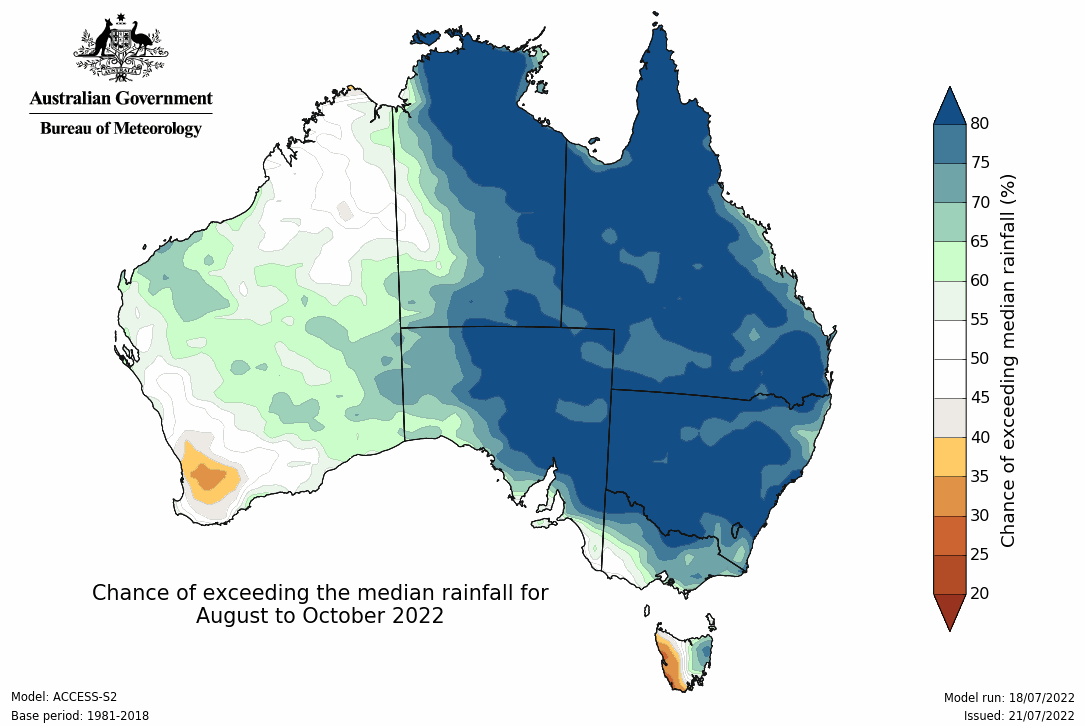 Australian Government
Bureau of Meteorology
80
75
70
65
60
55
50
45
40
35
30
25
20
Chance of exceeding median rainfall (%)
Chance of exceeding the median rainfall for
August to October 2022
Model: ACCESS-S2
Base period: 1981-2018
Model run: 18/07/2022
Issued: 21/07/2022